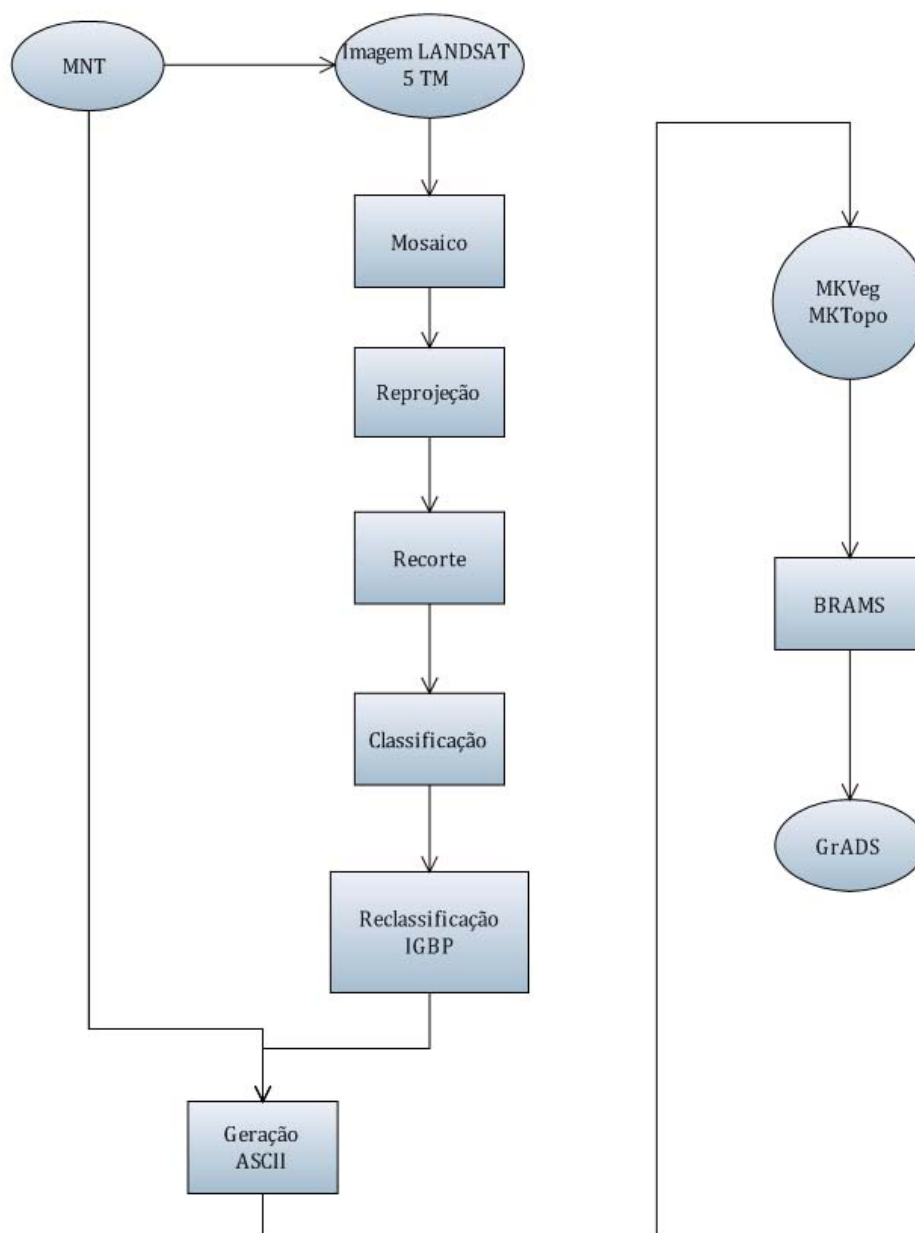 MNT
Imagem LANDSAT
5 TM
Mosaico
Reprojeção
Recorte
Classificação
Reclassificação
IGBP
Geração
ASCII
MKVeg
MKTopo
BRAMS
GrADS